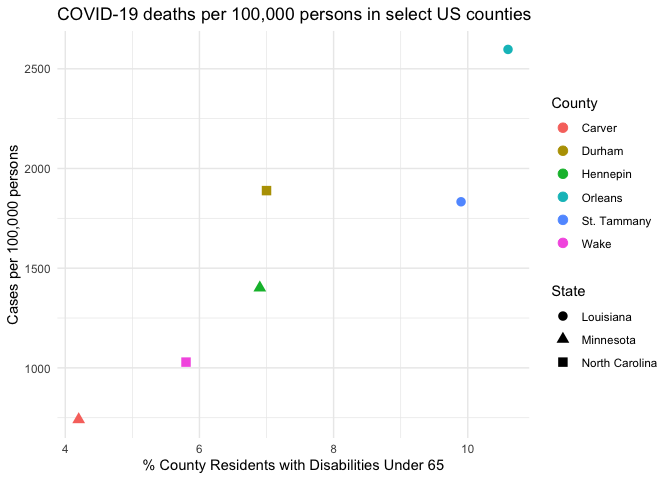 COVID-19 deaths per 100,000 persons in select US counties
Cases per 100,000 persons
2500
2000
1500
1000
4
6
8
10
% County Residents with Disabilities Under 65
County
Carver
Durham
Hennepin
Orleans
St. Tammany
Wake
State
Louisiana
Minnesota
North Carolina